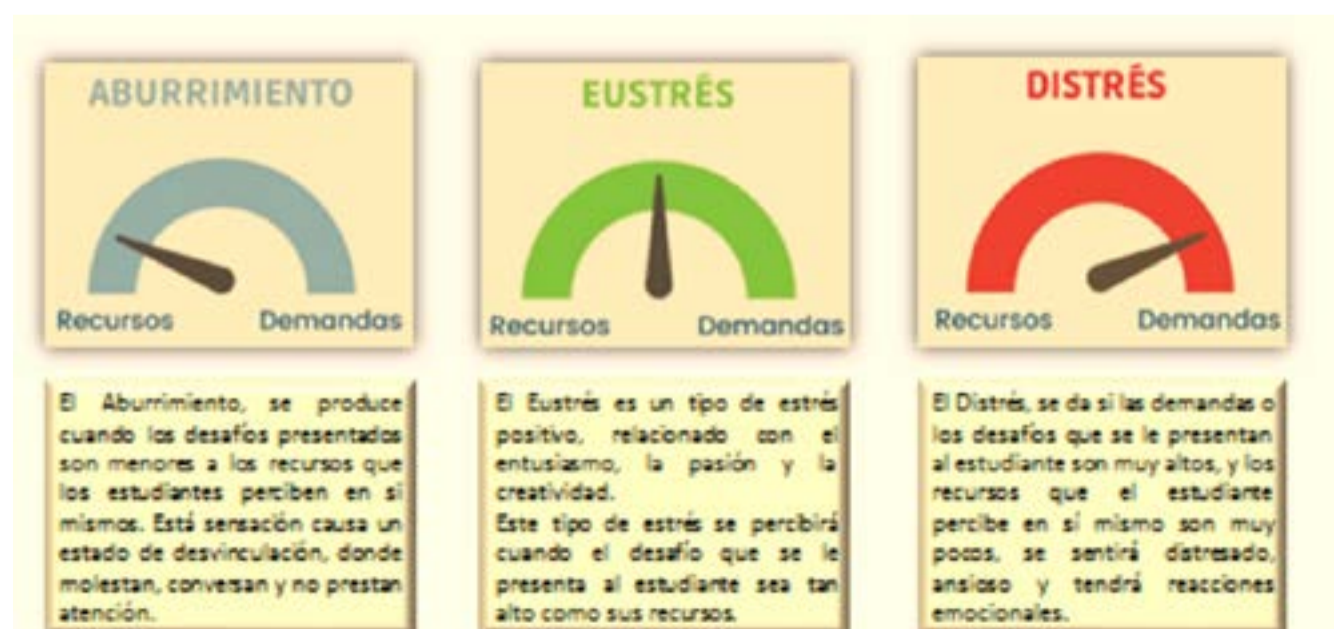 ABURRIMIENTO
Recursos Demandas
El Aburrimiento, se produce
cuando los desafíos presentados
son menores a los recursos que
los estudiantes perciben en si
mismos. Está sensación causa un
estado de desvinculación, donde
molestan, conversan y no prestan
atención.
EUSTRÉS
Recursos Demandas
El Eustrés es un tipo de estrés
positivo, relacionado con el
entusiasmo, la pasión y la
creatividad.
Este tipo de estrés se percibirá
cuando el desafío que se le
presenta al estudiante sea tan
alto como sus recursos.
DISTRÉS
Recursos Demandas
El Distrés, se da si las demandas o
los desafíos que se le presentan
al estudiante son muy altos, y los
recursos que el estudiante
percibe en sí mismo son muy
pocos, se sentirá distresado,
ansioso y tendrá reacciones
emocionales.